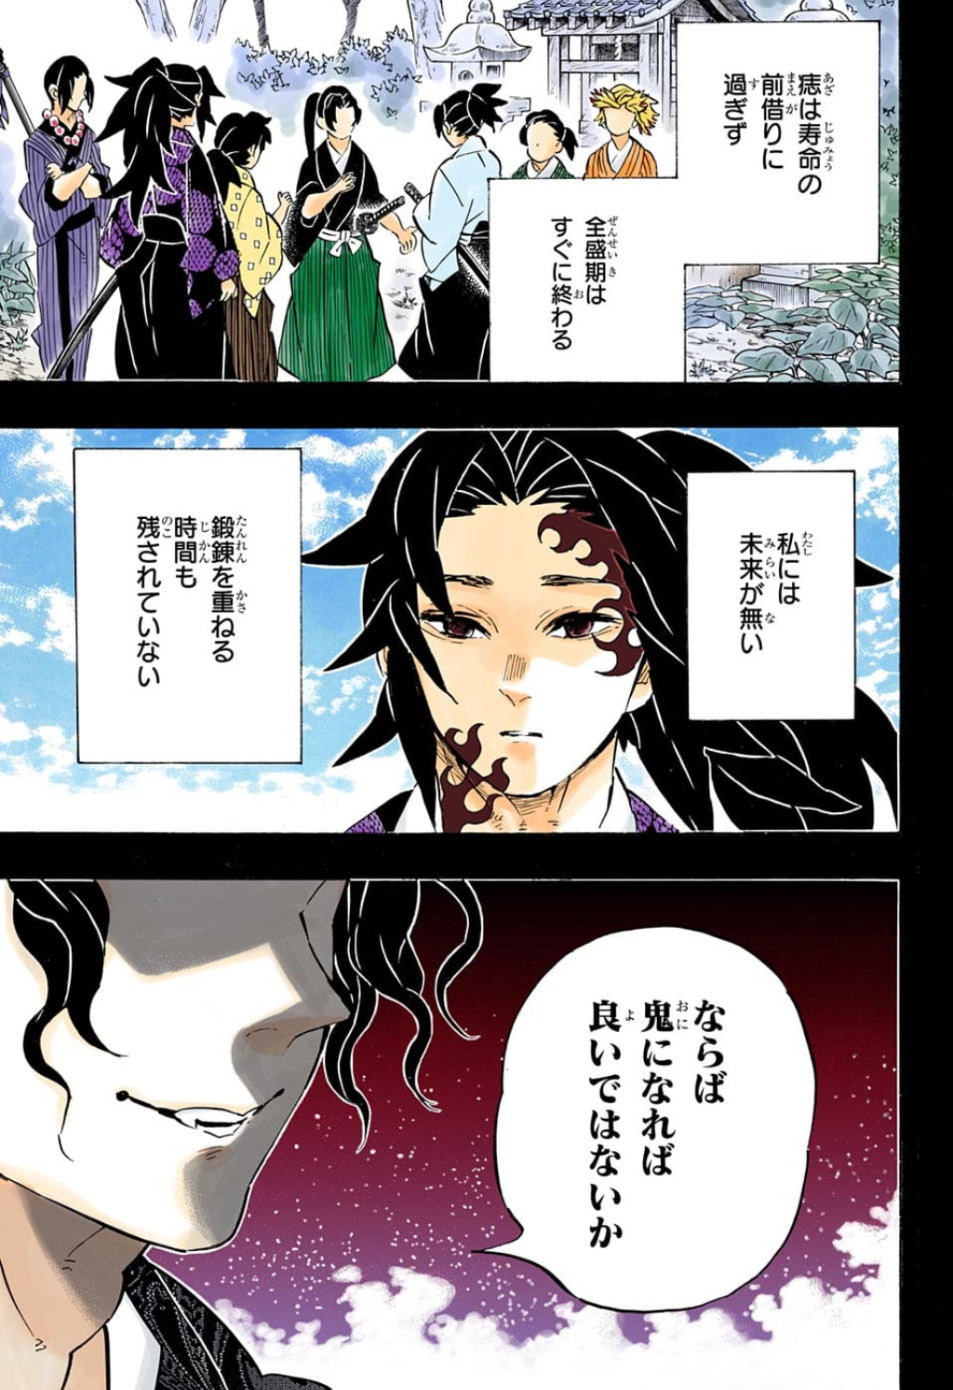 痣は寿命の
前借りに
過ぎず
全盛期は
すぐに終わる
私には
未来が無い
鍛錬を重ねる
時間も
残されていない
ならば
鬼になれば
良いではないか